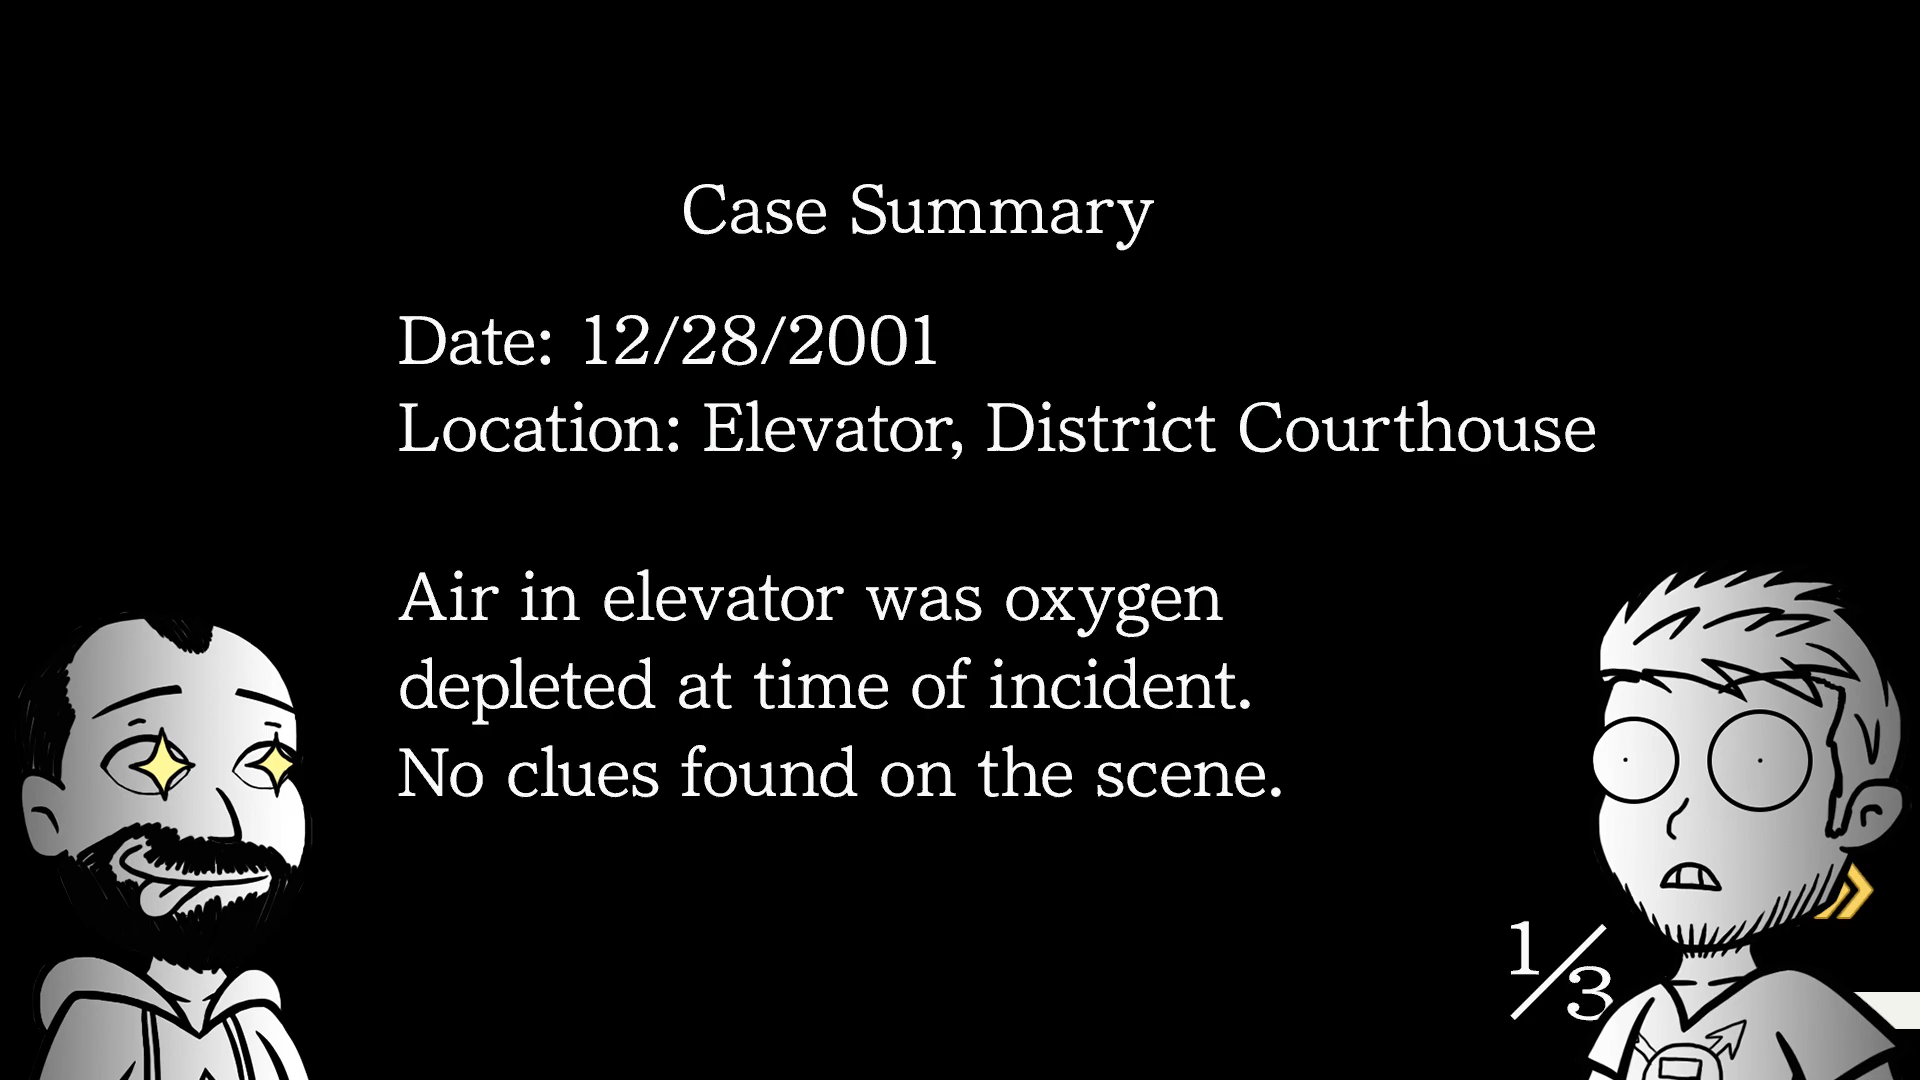 Case Summary
Date: 12/28/2001
Location: Elevator, District Courthouse
Air in elevator was oxygen
depleted at time of incident.
No clues found on the scene.
1/3